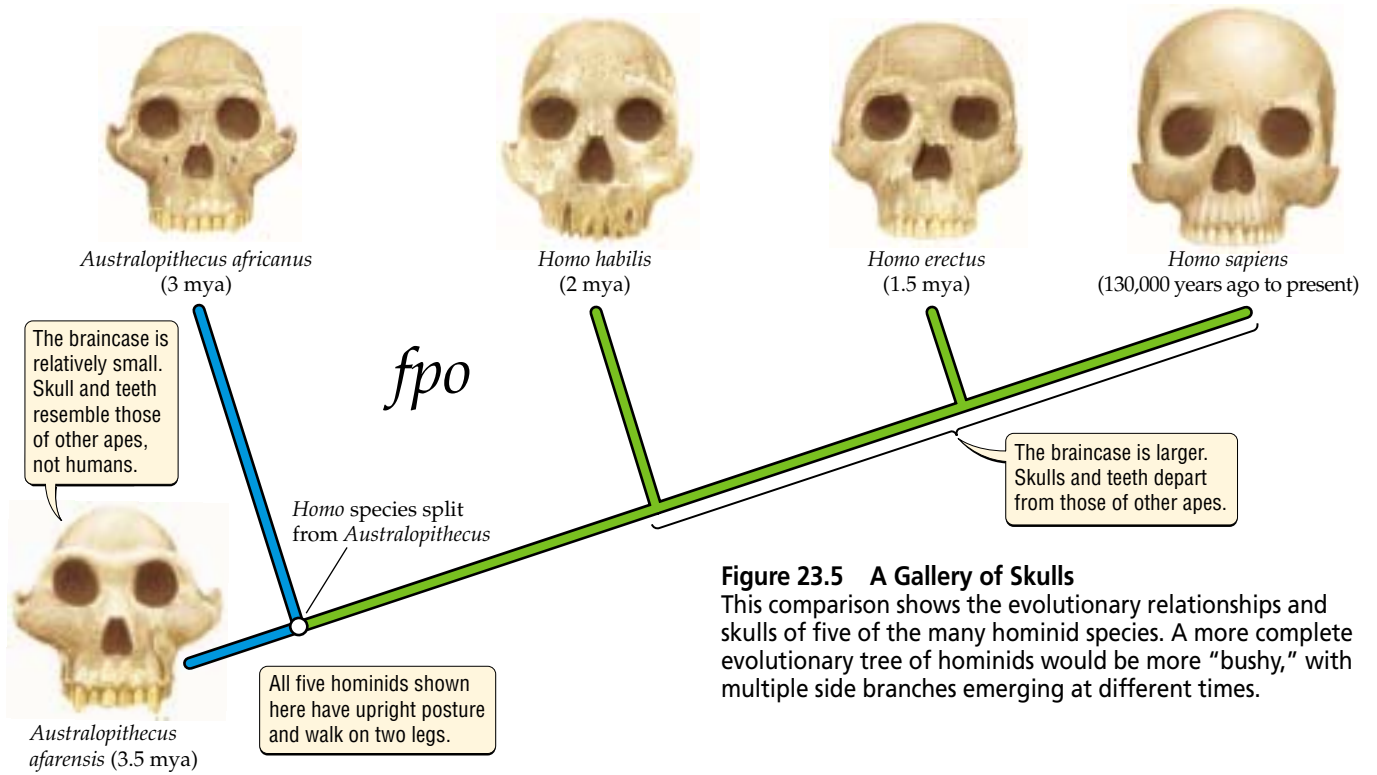 Australopithecus africanus
(3 mya)
Homo habilis
(2 mya)
Homo erectus
(1.5 mya)
Homo sapiens
(130,000 years ago to present)
The braincase is
relatively small.
Skull and teeth
resemble those
of other apes,
not humans.
fpo
Homo species split
from Australopithecus
The braincase is larger.
Skulls and teeth depart
from those of other apes.
All five hominids shown
here have upright posture
and walk on two legs.
Australopithecus
afarensis (3.5 mya)
Figure 23.5 A Gallery of Skulls
This comparison shows the evolutionary relationships and
skulls of five of the many hominid species. A more complete
evolutionary tree of hominids would be more “bushy,” with
multiple side branches emerging at different times.